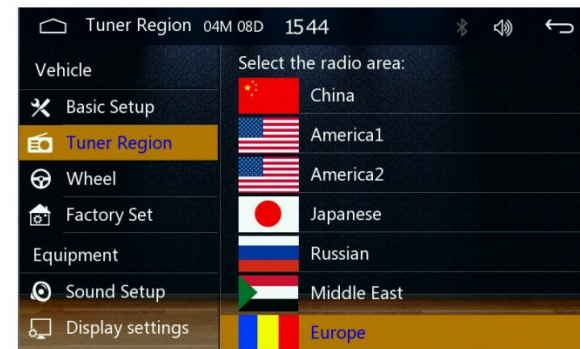 Tuner Region 04M 08D 15 44
Vehicle
Basic Setup
Tuner Region
Wheel
Factory Set
Equipment
Sound Setup
Display settings
Select the radio area:
China
America1
America2
Japanese
Russian
Middle East
Europe